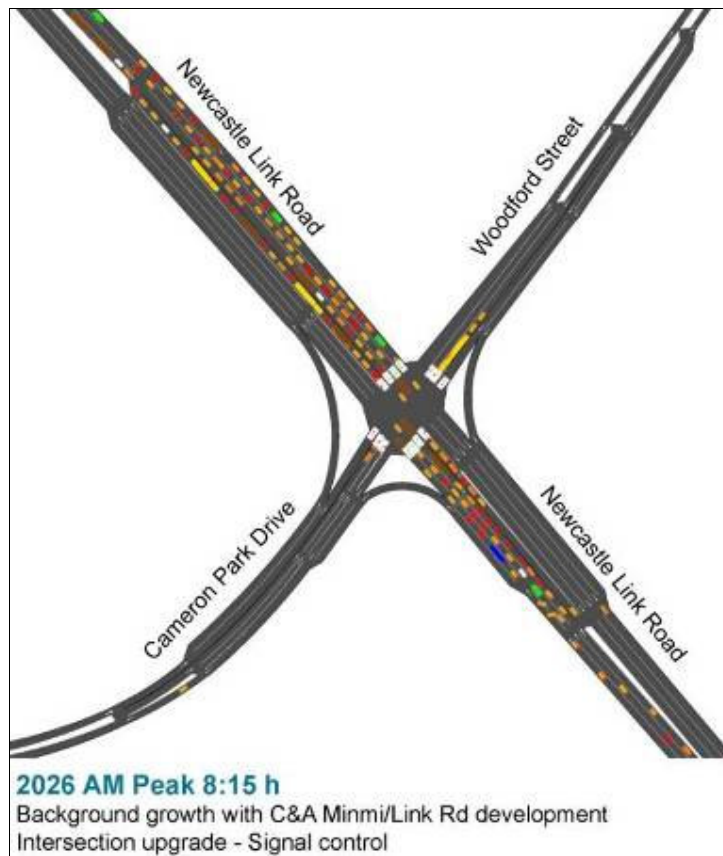 Newcastle Link Road
Woodford Street
Cameron Park Drive
Newcastle Link Road
2026 AM Peak 8:15 h
Background growth with C&A Minmi/Link Rd development
Intersection upgrade - Signal control